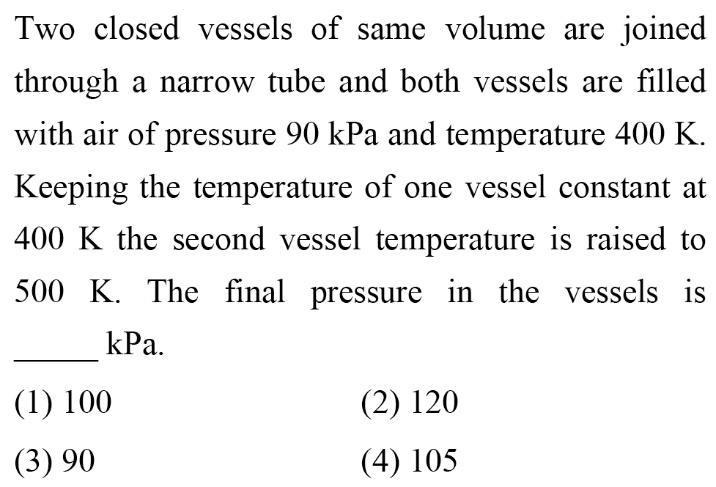 Two closed vessels of same volume are joined
through a narrow tube and both vessels are filled
with air of pressure 90 kPa and temperature 400 K.
Keeping the temperature of one vessel constant at
400 K the second vessel temperature is raised to
500 K. The final pressure in the vessels is
_____ kPa.
(1) 100 (2) 120
(3) 90 (4) 105